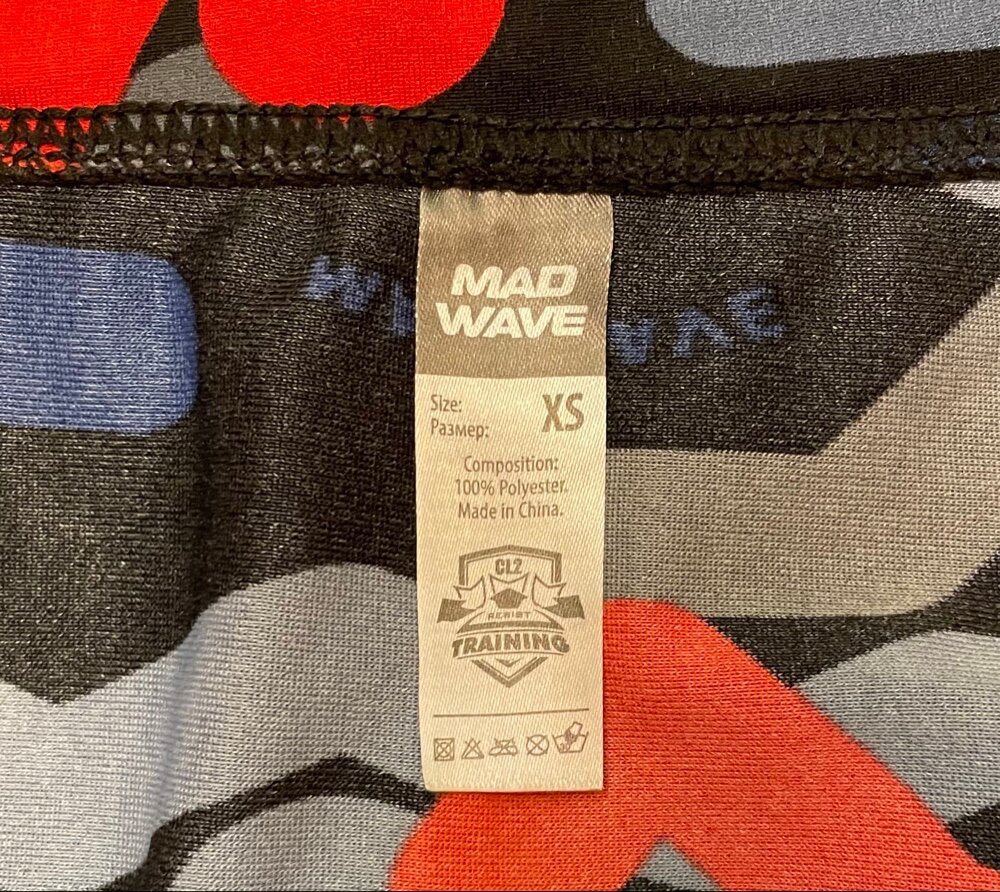 MAD
WAVE
Size:
Размер:
XS
Composition:
100% Polyester.
Made in China.
CL2
RESIST
TRAINING